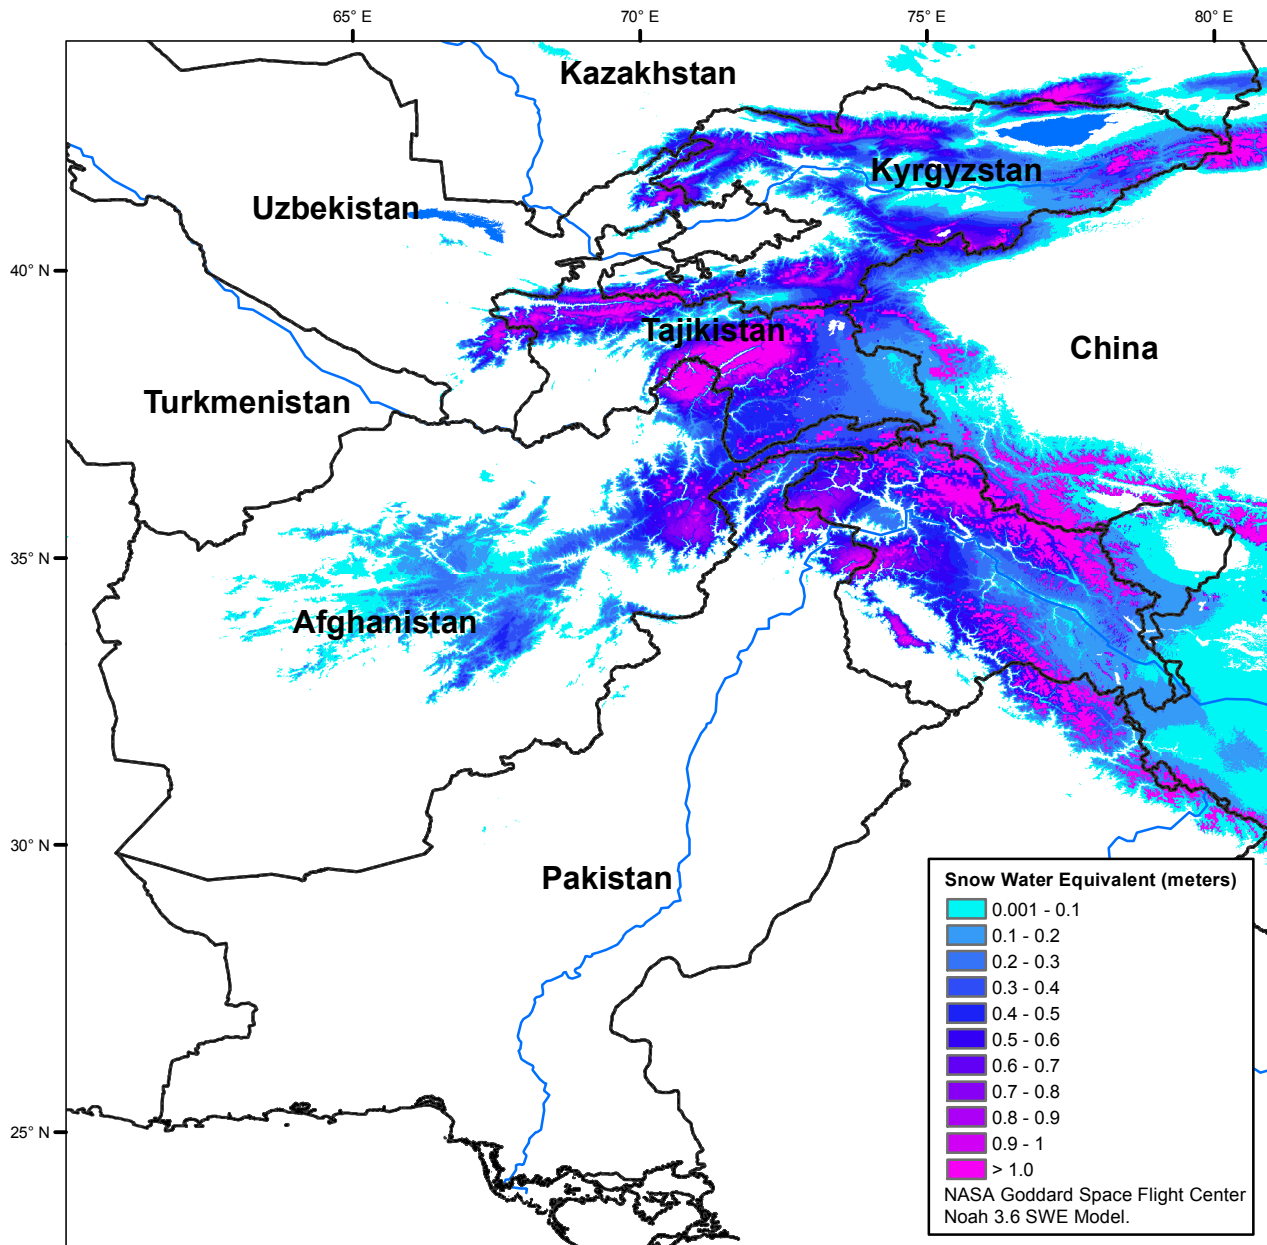 65° E
70° E
75° E
80° E
Kazakhstan
Kyrgyzstan
Uzbekistan
40° N
Tajikistan
China
Turkmenistan
35° N
Afghanistan
30° N
Pakistan
25° N
Snow Water Equivalent (meters)
0.001 - 0.1
0.1 - 0.2
0.2 - 0.3
0.3 - 0.4
0.4 - 0.5
0.5 - 0.6
0.6 - 0.7
0.7 - 0.8
0.8 - 0.9
0.9 - 1
> 1.0
NASA Goddard Space Flight Center
Noah 3.6 SWE Model.